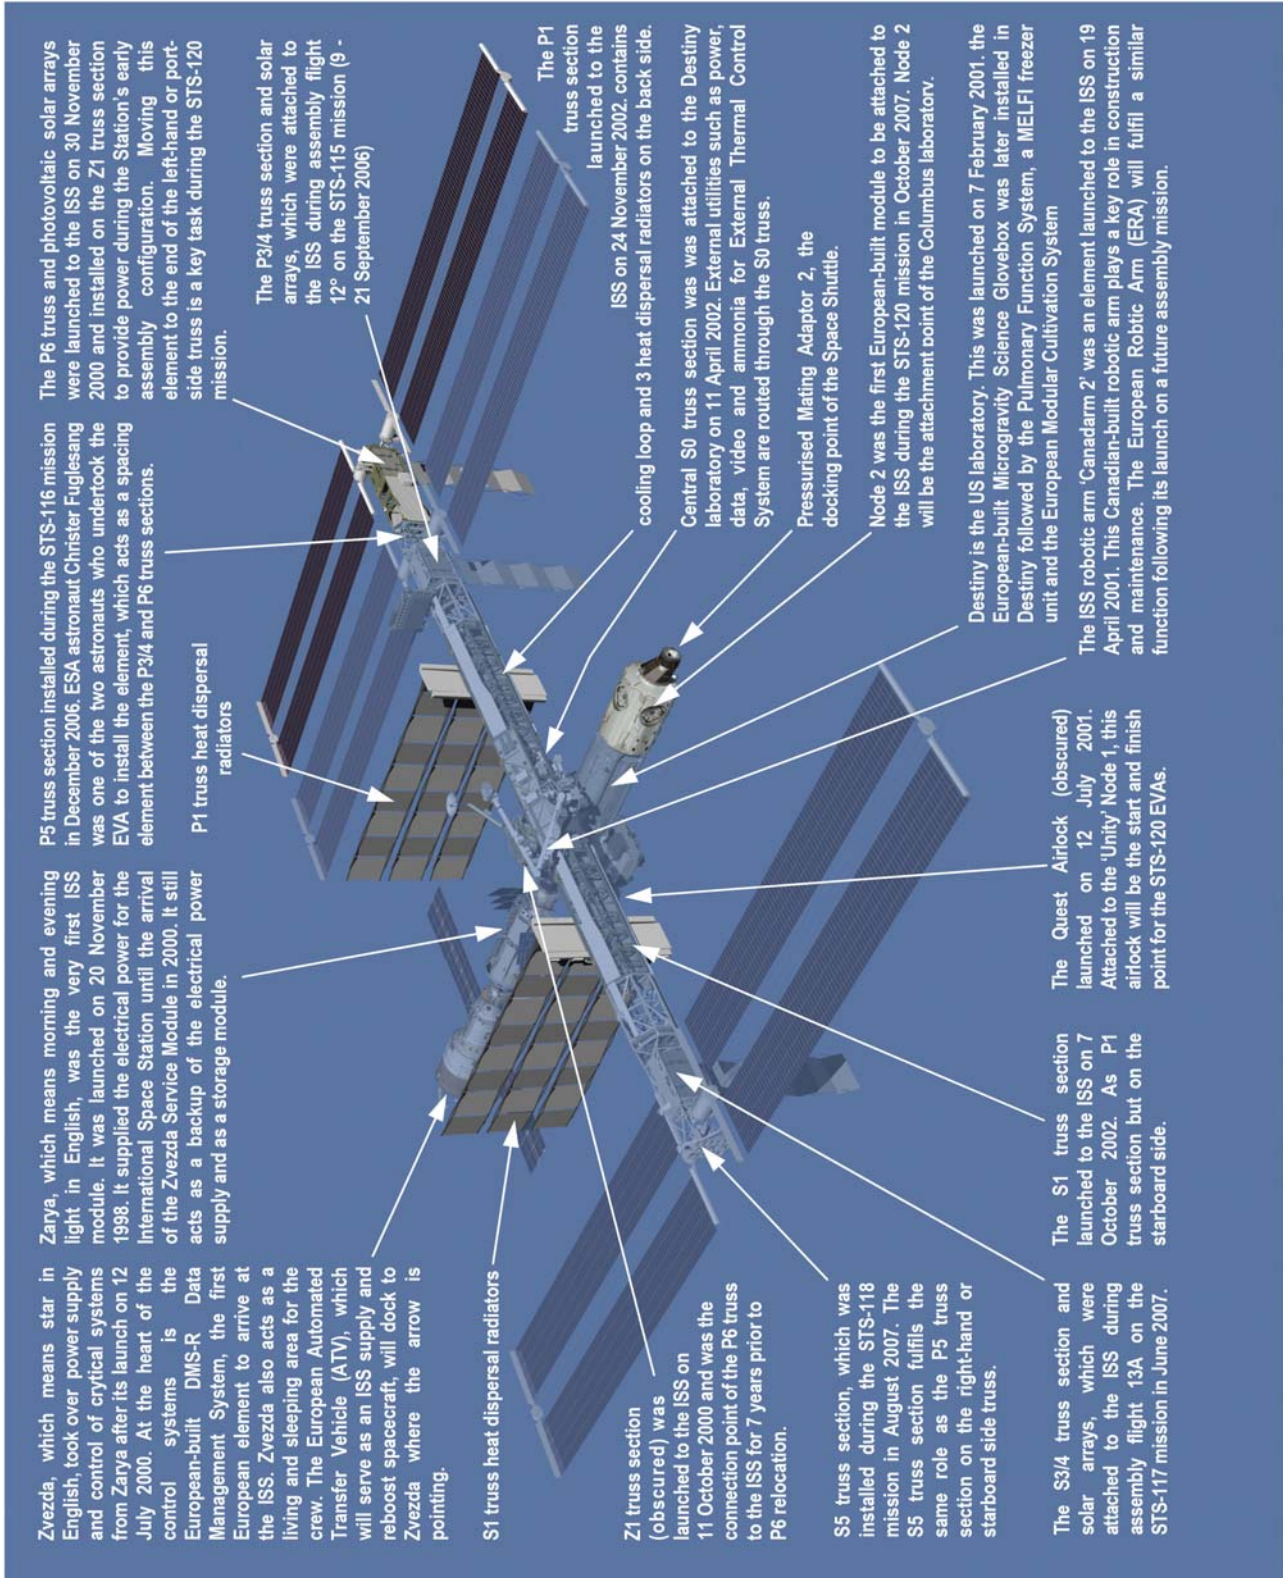 Zvezda, which means star in
English, took over power supply
and control of crytical systems
from Zarya after its launch on 12
July 2000. At the heart of the
control systems is the
European-built DMS-R Data
Management System, the first
European element to arrive at
the ISS. Zvezda also acts as a
living and sleeping area for the
crew. The European Automated
Transfer Vehicle (ATV), which
will serve as an ISS supply and
reboost spacecraft, will dock to
Zvezda where the arrow is
pointing.
Zarya, which means morning and evening
light in English, was the very first ISS
module. It was launched on 20 November
1998. It supplied the electrical power for the
International Space Station until the arrival
of the Zvezda Service Module in 2000. It still
acts as a backup of the electrical power
supply and as a storage module.
P5 truss section installed during the STS-116 mission
in December 2006. ESA astronaut Christer Fuglesang
was one of the two astronauts who undertook the
EVA to install the element, which acts as a spacing
element between the P3/4 and P6 truss sections.
P1 truss heat dispersal
radiators
The P6 truss and photovoltaic solar arrays
were launched to the ISS on 30 November
2000 and installed on the Z1 truss section
to provide power during the Station's early
assembly configuration. Moving this
element to the end of the left-hand or port-
side truss is a key task during the STS-120
mission.
The P3/4 truss section and solar
arrays, which were attached to
the ISS during assembly flight
12° on the STS-115 mission (9 -
21 September 2006)
The P1
truss section
launched to the
ISS on 24 November 2002. contains
cooling loop and 3 heat dispersal radiators on the back side.
Central S0 truss section was was attached to the Destiny
laboratory on 11 April 2002. External utilities such as power,
data, video and ammonia for External Thermal Control
System are routed through the S0 truss.
Pressurised Mating Adaptor 2, the
docking point of the Space Shuttle.
Node 2 was the first European-built module to be attached to
the ISS during the STS-120 mission in October 2007. Node 2
will be the attachment point of the Columbus laboratory.
Destiny is the US laboratory. This was launched on 7 February 2001. the
European-built Microgravity Science Glovebox was later installed in
Destiny followed by the Pulmonary Function System, a MELFI freezer
unit and the European Modular Cultivation System
The ISS robotic arm 'Canadarm 2' was an element launched to the ISS on 19
April 2001. This Canadian-built robotic arm plays a key role in construction
and maintenance. The European Robtic Arm (ERA) will fulfil a similar
function following its launch on a future assembly mission.
S1 truss heat dispersal radiators
Z1 truss section
(obscured) was
launched to the ISS on
11 October 2000 and was the
connection point of the P6 truss
to the ISS for 7 years prior to
P6 relocation.
S5 truss section, which was
installed during the STS-118
mission in August 2007. The
S5 truss section fulfils the
same role as the P5 truss
section on the right-hand or
starboard side truss.
The S3/4 truss section and
solar arrays, which were
attached to the ISS during
assembly flight 13A on the
STS-117 mission in June 2007.
The S1 truss section
launched to the ISS on 7
October 2002. As P1
truss section but on the
starboard side.
The Quest Airlock (obscured)
launched on 12 July 2001.
Attached to the 'Unity' Node 1, this
airlock will be the start and finish
point for the STS-120 EVAs.